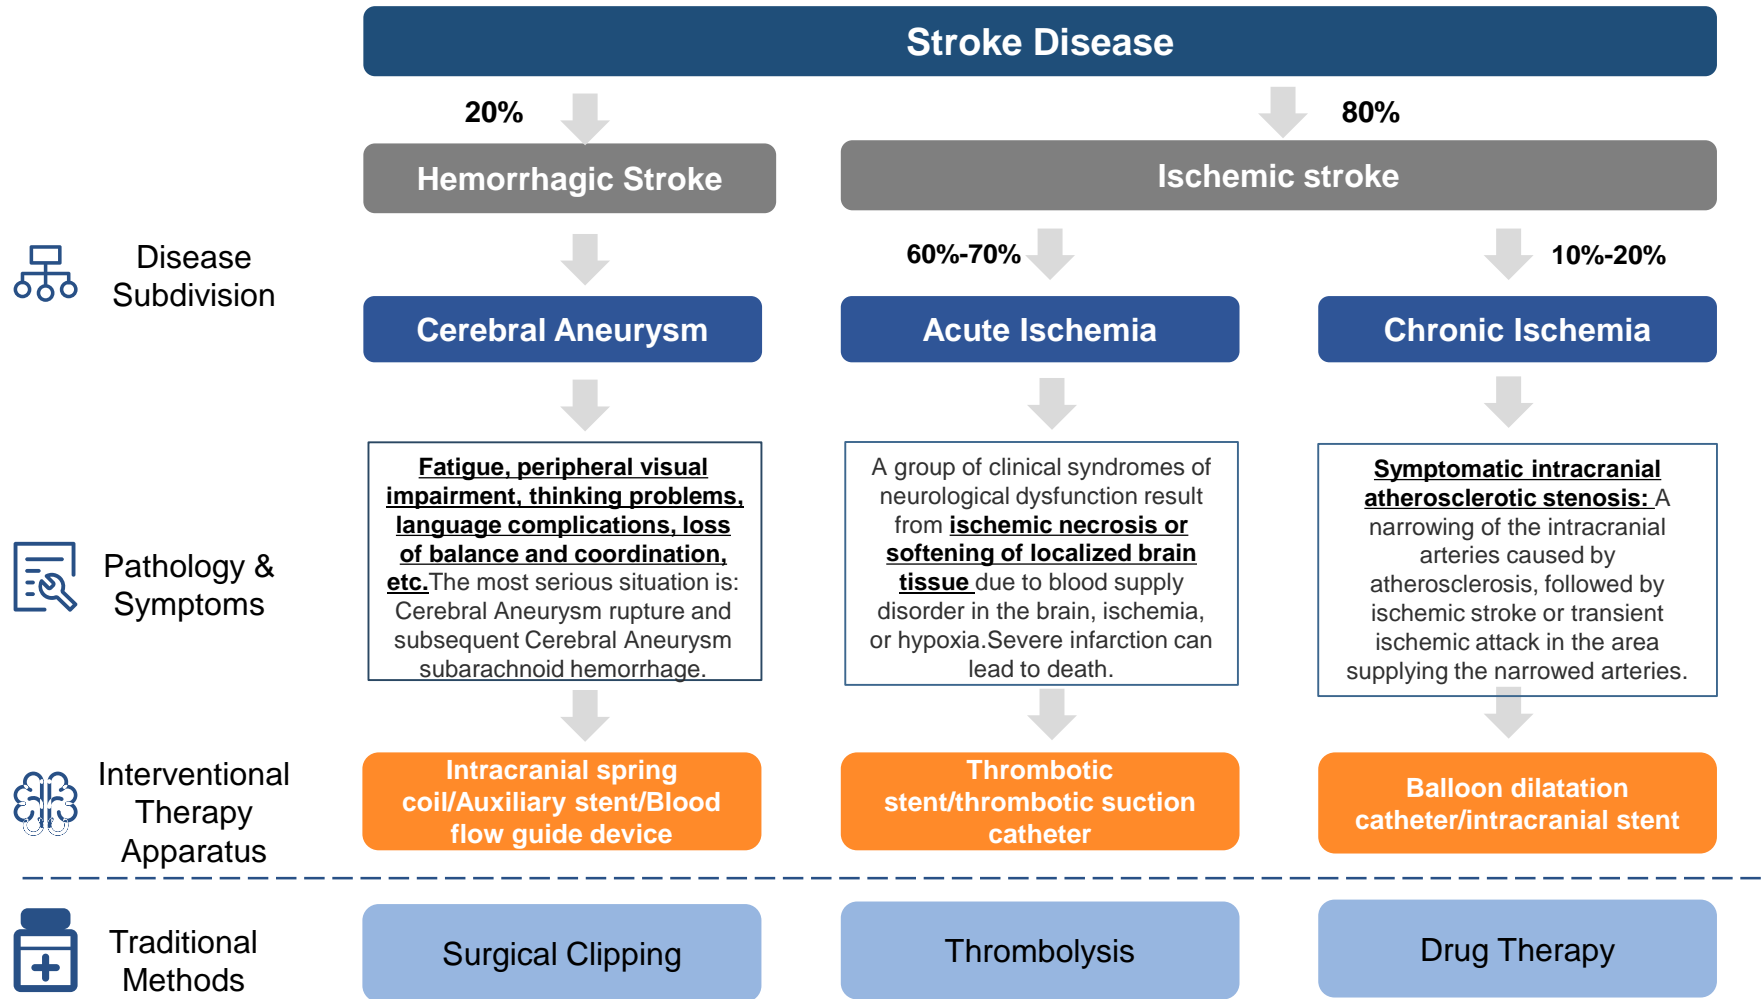 Stroke Disease
20%
80%
Hemorrhagic Stroke
Ischemic stroke
Disease
Subdivision
60%-70%
10%-20%
Cerebral Aneurysm
Acute Ischemia
Chronic Ischemia
Pathology &
Symptoms
Fatigue, peripheral visual
impairment, thinking problems,
language complications, loss
of balance and coordination,
etc.The most serious situation is:
Cerebral Aneurysm rupture and
subsequent Cerebral Aneurysm
subarachnoid hemorrhage.
A group of clinical syndromes of
neurological dysfunction result
from ischemic necrosis or
softening of localized brain
tissue due to blood supply
disorder in the brain, ischemia,
or hypoxia.Severe infarction can
lead to death.
Symptomatic intracranial
atherosclerotic stenosis: A
narrowing of the intracranial
arteries caused by
atherosclerosis, followed by
ischemic stroke or transient
ischemic attack in the area
supplying the narrowed arteries.
Interventional
Therapy
Apparatus
Intracranial spring
coil/Auxiliary stent/Blood
flow guide device
Thrombotic
stent/thrombotic suction
catheter
Balloon dilatation
catheter/intracranial stent
Traditional
Methods
Surgical Clipping
Thrombolysis
Drug Therapy